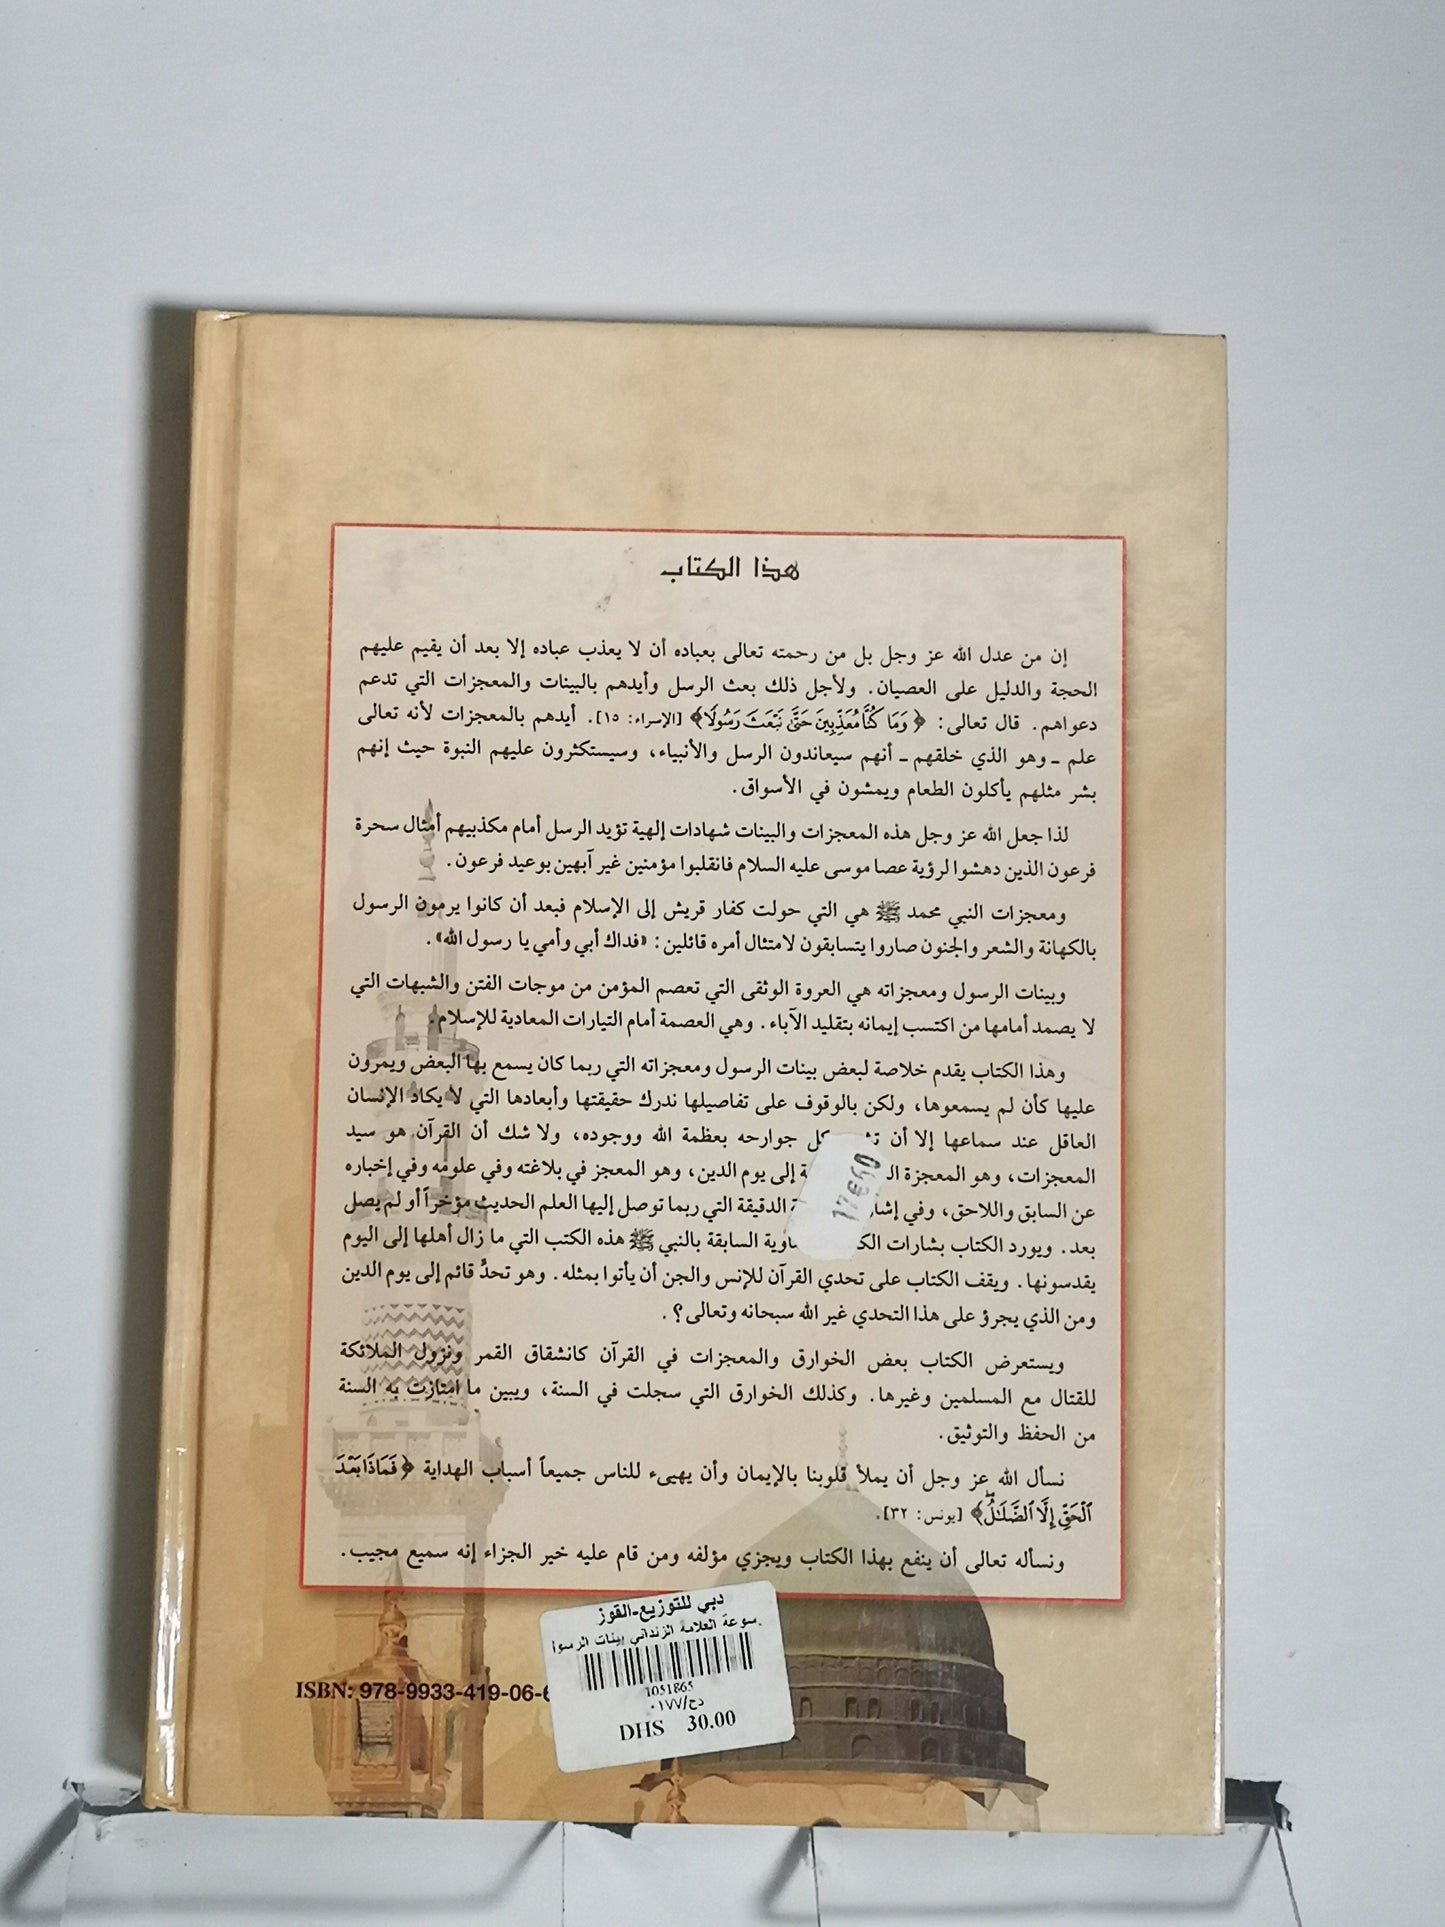 هذا الكتاب
إن من عدل الله عز وجل بل من رحمته تعالى بعباده أن لا يعذب عباده إلا بعد أن يقيم عليهم
الحجة والدليل على العصيان. ولأجل ذلك بعث الرسل وأيدهم بالبينات والمعجزات التي تدعم
دعواهم. قال تعالى: ﴿وَمَا كُنَّا مُعَذِّبِينَ حَتَّىٰ نَبْعَثَ رَسُولًا﴾ [الإسراء: ١٥]. أيدهم بالمعجزات لأنه تعالى
علم ـ وهو الذي خلقهم ـ أنهم سيعاندون الرسل والأنبياء، وسيستكثرون عليهم النبوة حيث إنهم
بشر مثلهم يأكلون الطعام ويمشون في الأسواق.
لذا جعل الله عز وجل هذه المعجزات والبينات شهادات إلهية تؤيد الرسل أمام مكذبيهم أمثال سحرة
فرعون الذين دهشوا لرؤية عصا موسى عليه السلام فانقلبوا مؤمنين غير آبهين بوعيد فرعون.
ومعجزات النبي محمد ﷺ هي التي حولت كفار قريش إلى الإسلام فبعد أن كانوا يرمون الرسول
بالكهانة والشعر والجنون صاروا يتسابقون لامتثال أمره قائلين: «فداك أبي وأمي يا رسول الله».
وبينات الرسول ومعجزاته هي العروة الوثقى التي تعصم المؤمن من موجات الفتن والشبهات التي
لا يصمد أمامها من اكتسب إيمانه بتقليد الآباء. وهي العصمة أمام التيارات المعادية للإسلام.
وهذا الكتاب يقدم خلاصة لبعض بينات الرسول ومعجزاته التي ربما كان يسمع بها البعض ويمرون
عليها كأن لم يسمعوها، ولكن بالوقوف على تفاصيلها ندرك حقيقتها وأبعادها التي لا يكاد الإنسان
العاقل عند سماعها إلا أن كل جوارحه بعظمة الله ووجوده، ولا شك أن القرآن هو سيد
المعجزات، وهو المعجزة إلى يوم الدين، وهو المعجز في بلاغته وفي علومه وفي إخباره
عن السابق واللاحق، وفي الدقيقة التي ربما توصل إليها العلم الحديث مؤخراً أو لم يصل
بعد. ويورد الكتاب بشارات السابقة بالنبي ﷺ هذه الكتب التي ما زال أهلها إلى اليوم
يقدسونها. ويقف الكتاب على تحدي القرآن للإنس والجن أن يأتوا بمثله. وهو تحدٍّ قائم إلى يوم الدين
ومن الذي يجرؤ على هذا التحدي غير الله سبحانه وتعالى؟.
ويستعرض الكتاب بعض الخوارق والمعجزات في القرآن كانشقاق القمر ونزول الملائكة
للقتال مع المسلمين وغيرها. وكذلك الخوارق التي سجلت في السنة، ويبين ما امتازت به السنة
من الحفظ والتوثيق.
نسأل الله عز وجل أن يملأ قلوبنا بالإيمان وأن يهيىء للناس جميعاً أسباب الهداية ﴿فَمَاذَا بَعْدَ
ٱلْحَقِّ إِلَّا ٱلضَّلَٰلُ﴾ [يونس: ٣٢].
ونسأله تعالى أن ينفع بهذا الكتاب ويجزي مؤلفه ومن قام عليه خير الجزاء إنه سميع مجيب.
دبي للتوزيع-القوز
سوعة العلامة الزنداني بينات الرسوا
1051865
دح/٠١٧٧
DHS 30.00
ISBN: 978-9933-419-06-6